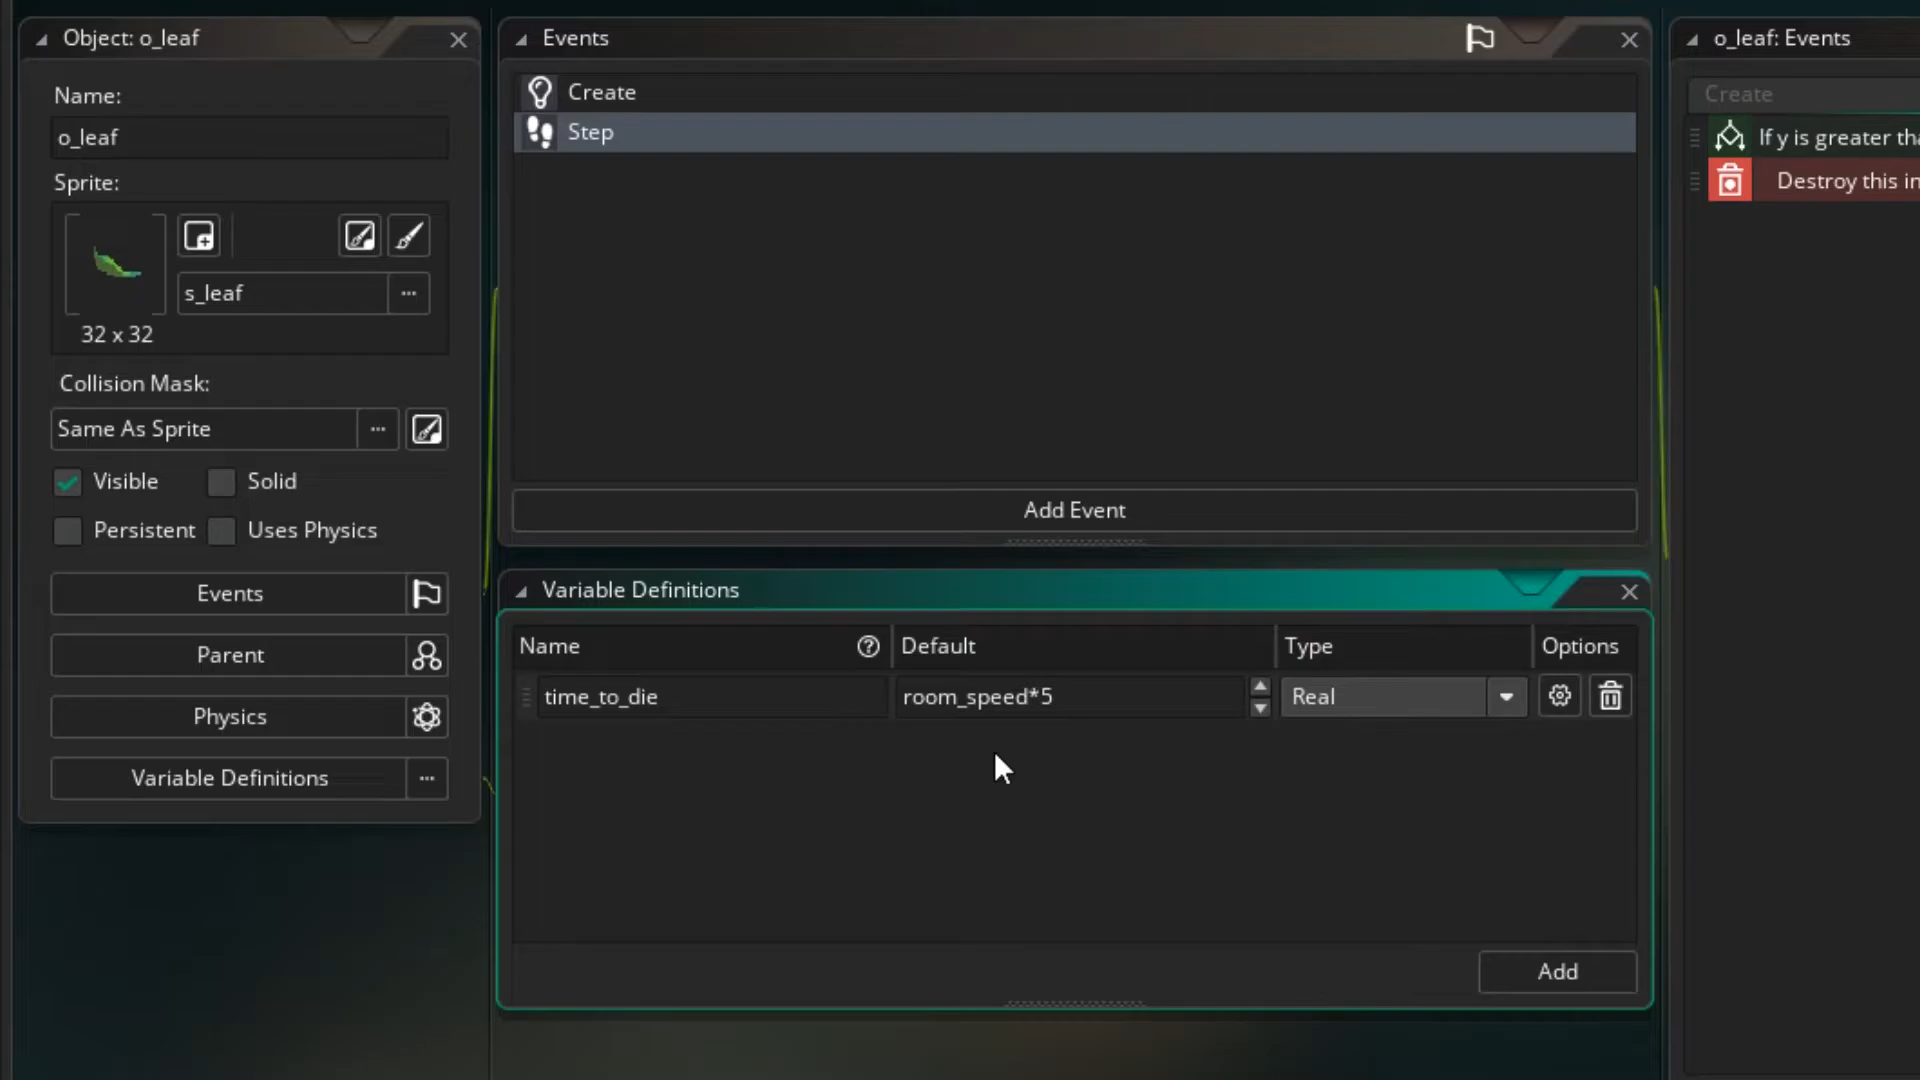 Object: o_leaf
Name:
o_leaf
Sprite:
s_leaf
32 x 32
Collision Mask:
Same As Sprite
Visible
Solid
Persistent
Uses Physics
Events
Parent
Physics
Variable Definitions
Events
Create
Step
Add Event
Variable Definitions
Name
Default
Type
Options
time_to_die
room_speed*5
Real
Add
o_leaf: Events
Create
If y is greater
Destroy this